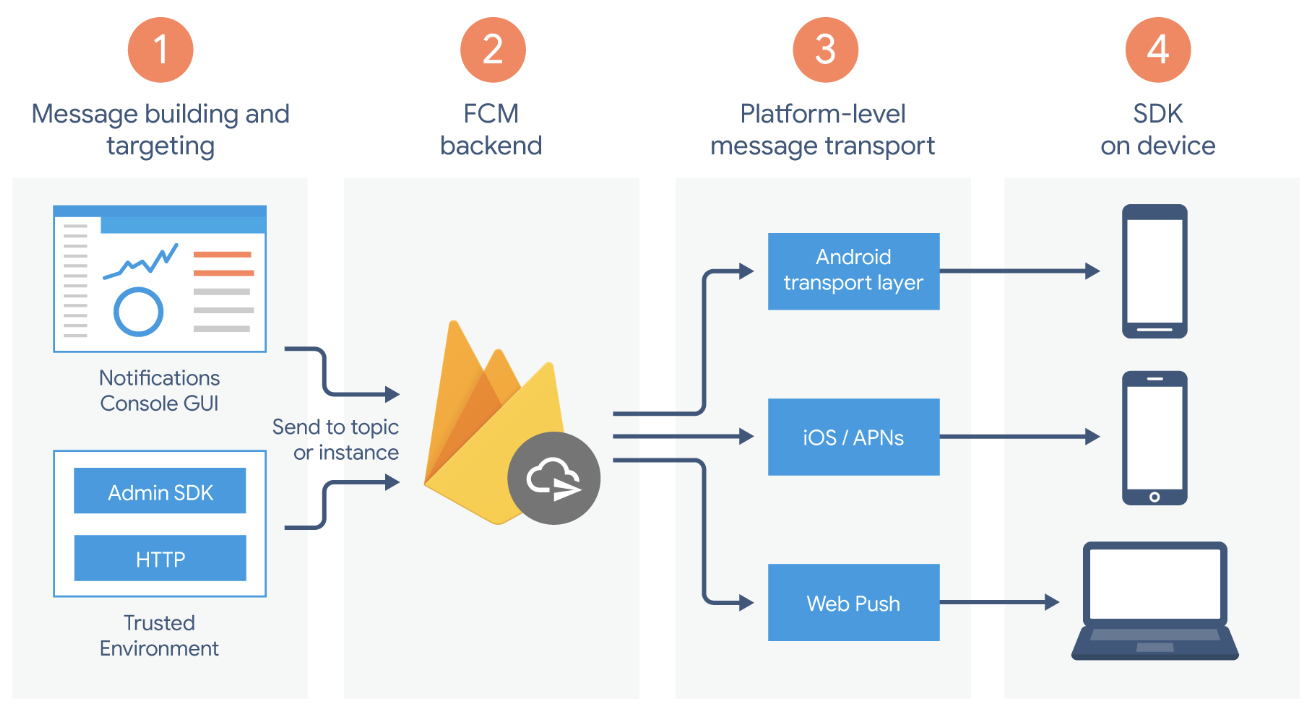 1
Message building and
targeting
2
FCM
backend
3
Platform-level
message transport
4
SDK
on device
Notifications
Console GUI
Admin SDK
HTTP
Trusted
Environment
Send to topic
or instance
Android
transport layer
iOS / APNs
Web Push